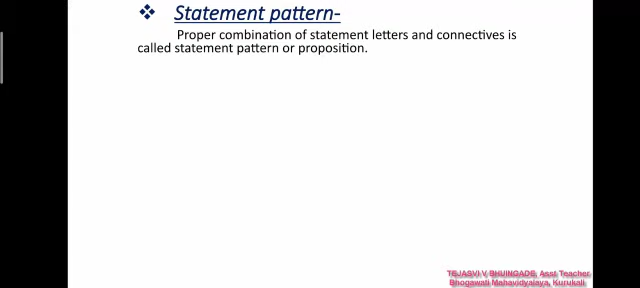 ❖ Statement pattern-
Proper combination of statement letters and connectives is
called statement pattern or proposition.
TEJASVI V BHUINGADE, Asst Teacher
Bhogawati Mahavidyalaya, Kurukali